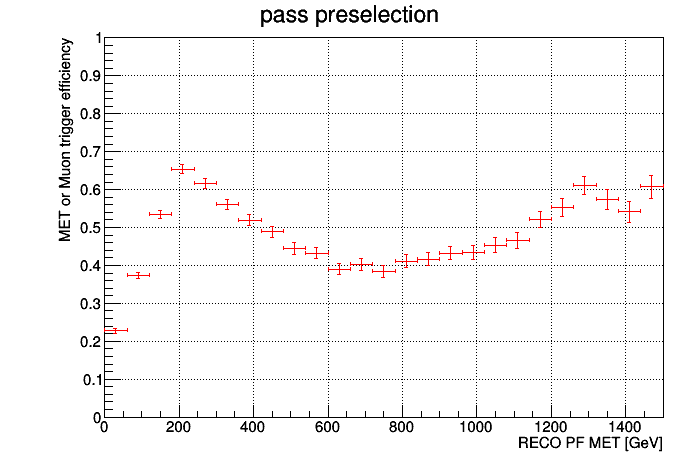 pass preselection
MET or Muon trigger efficiency
1
0.9
0.8
0.7
0.6
0.5
0.4
0.3
0.2
0.1
0
0 200 400 600 800 1000 1200 1400
RECO PF MET [GeV]